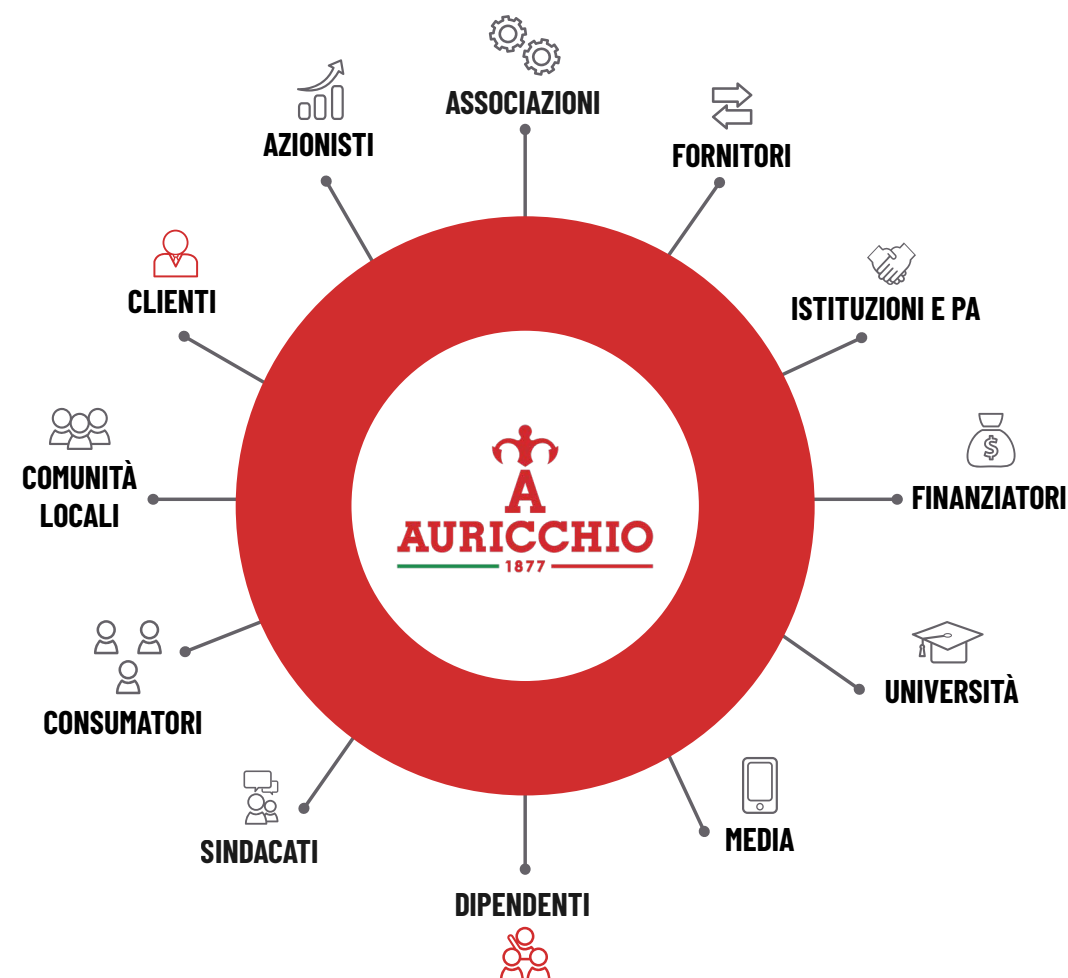 ASSOCIAZIONI
AZIONISTI
FORNITORI
CLIENTI
ISTITUZIONI E PA
COMUNITÀ
LOCALI
FINANZIATORI
A
AURICCHIO
1877
CONSUMATORI
UNIVERSITÀ
SINDACATI
MEDIA
DIPENDENTI
$